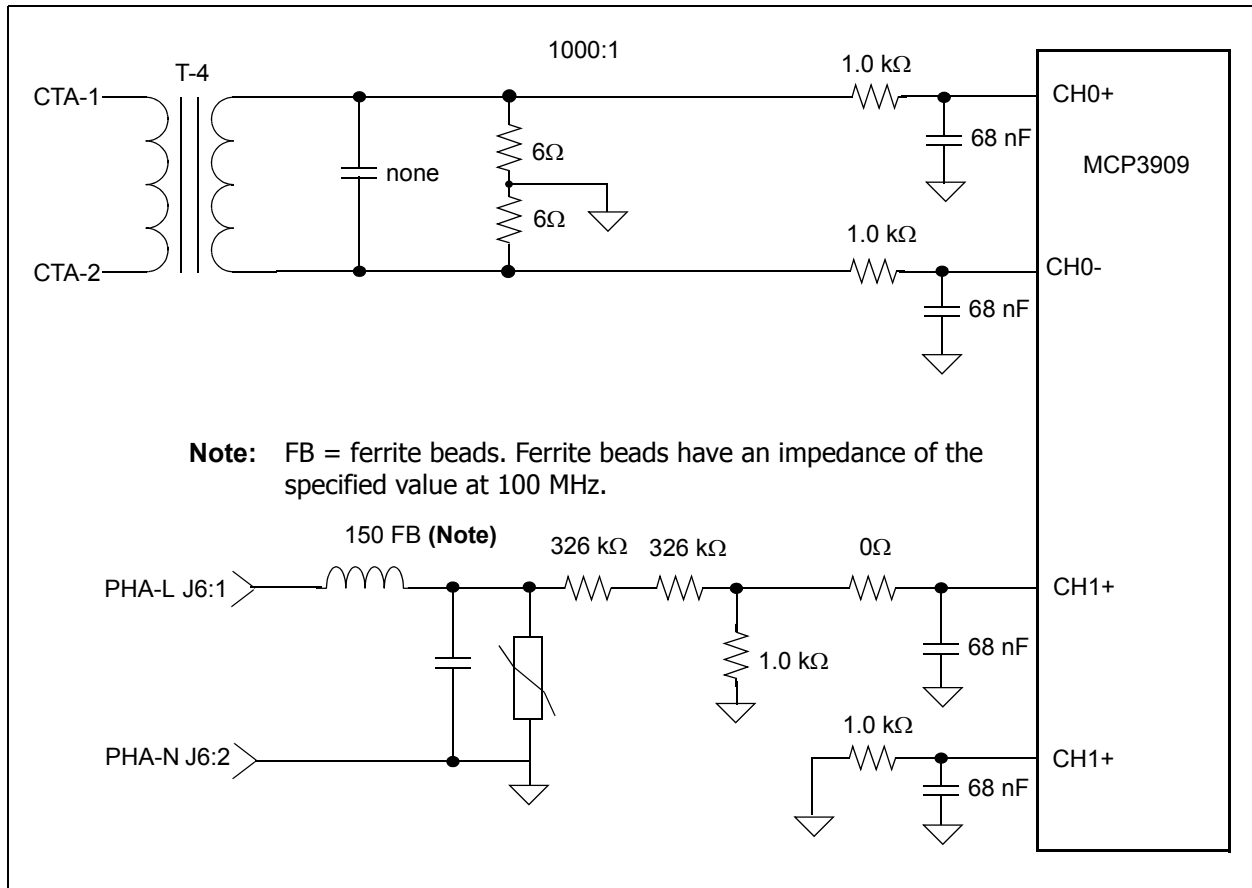 1000:1
T-4
CTA-1
CTA-2
none
6Ω
6Ω
1.0 kΩ
68 nF
CH0+
MCP3909
1.0 kΩ
68 nF
CH0-
Note: FB = ferrite beads. Ferrite beads have an impedance of the
specified value at 100 MHz.
150 FB (Note)
PHA-L J6:1
326 kΩ
326 kΩ
0Ω
CH1+
1.0 kΩ
68 nF
PHA-N J6:2
1.0 kΩ
CH1+
68 nF